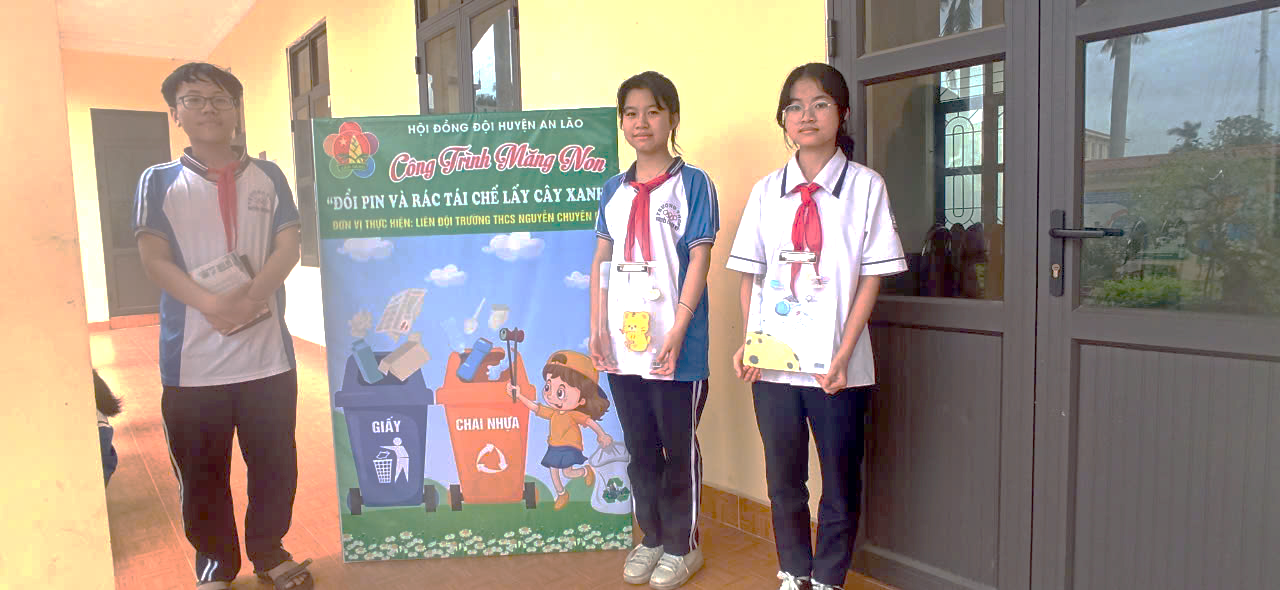 HỘI ĐỒNG ĐỘI HUYỆN AN LÃO
Công Trình Măng Non
“ĐỔI PIN VÀ RÁC TÁI CHẾ LẤY CÂY XANH
ĐƠN VỊ THỰC HIỆN: LIÊN ĐỘI TRƯỜNG THCS NGUYỄN CHUYÊN
GIẤY
CHAI NHỰA